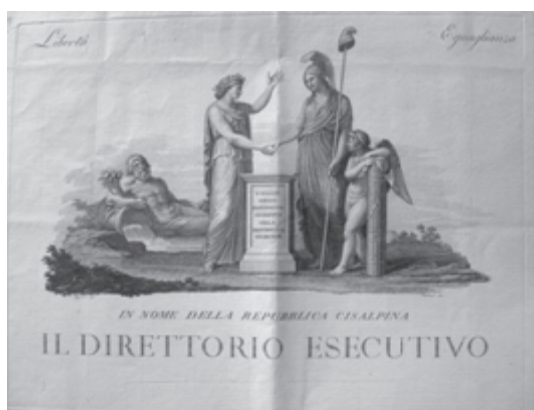 Libertà Eguaglianza
IN NOME DELLA REPUBBLICA CISALPINA
IL DIRETTORIO ESECUTIVO